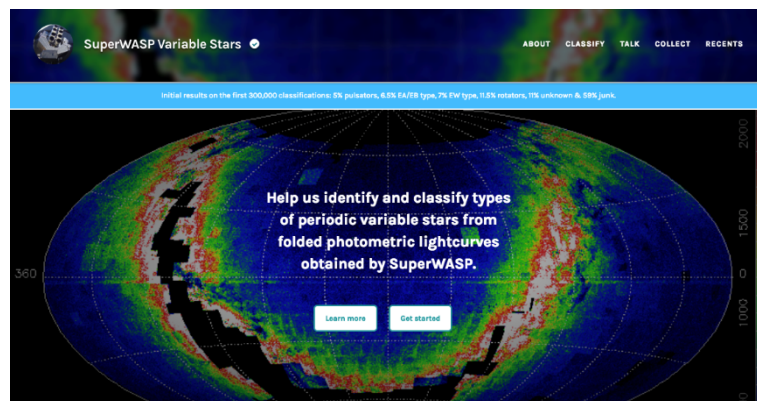 SuperWASP Variable Stars
ABOUT CLASSIFY TALK COLLECT RECENTS
Initial results on the first 300,000 classifications: 5% pulsators, 6.5% EA/EB type, 7% EW type, 11.5% rotators, 11% unknown & 59% junk.
2000
Help us identify and classify types
of periodic variable stars from
folded photometric lightcurves
obtained by SuperWASP.
1500
360
0
1000
Learn more Get started